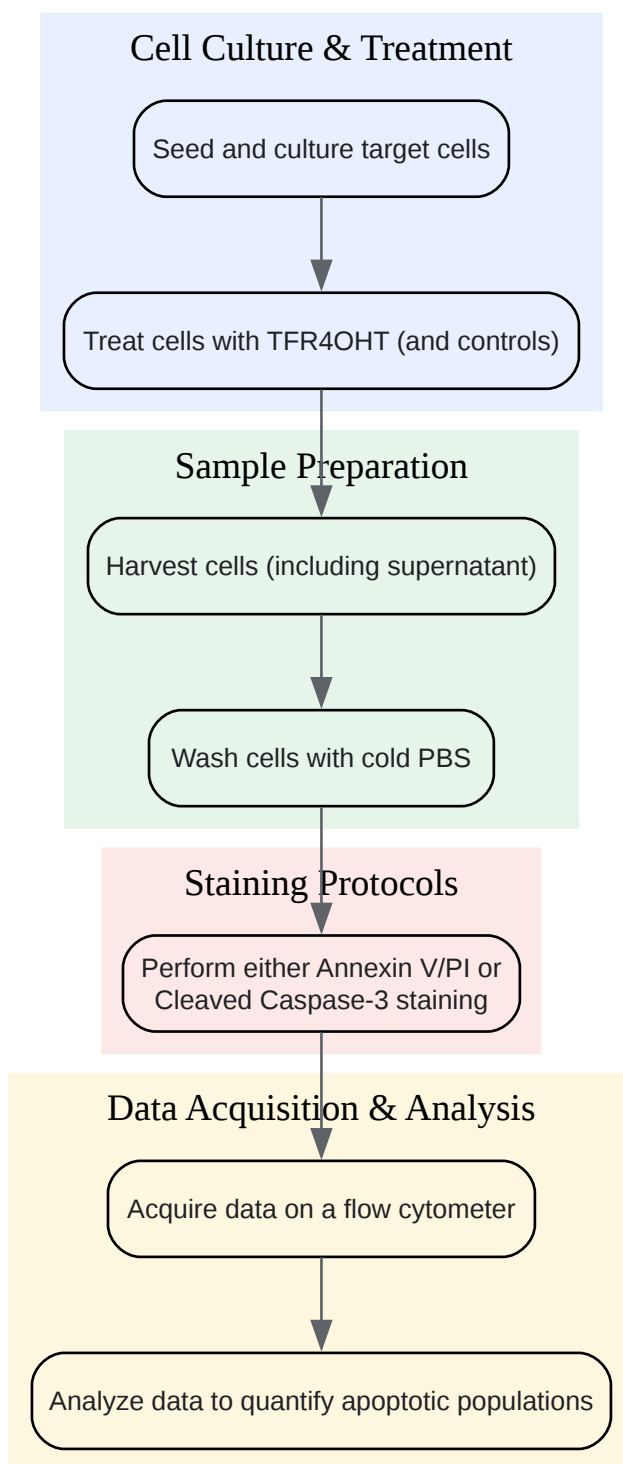 Cell Culture & Treatment
Seed and culture target cells
Treat cells with TFR4OHT (and controls)
Sample Preparation
Harvest cells (including supernatant)
Wash cells with cold PBS
Staining Protocols
Perform either Annexin V/PI or
Cleaved Caspase-3 staining
Data Acquisition & Analysis
Acquire data on a flow cytometer
Analyze data to quantify apoptotic populations